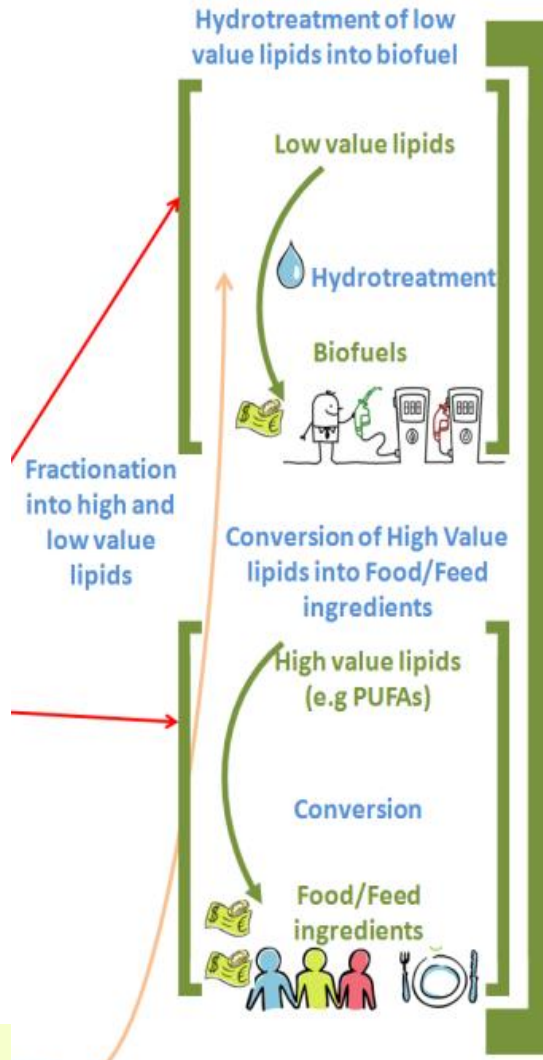 Hydrotreatment of low
value lipids into biofuel
Low value lipids
Hydrotreatment
Biofuels
Fractionation
into high and
low value
lipids
Conversion of High Value
lipids into Food/Feed
ingredients
High value lipids
(e.g PUFAs)
Conversion
Food/Feed
ingredients